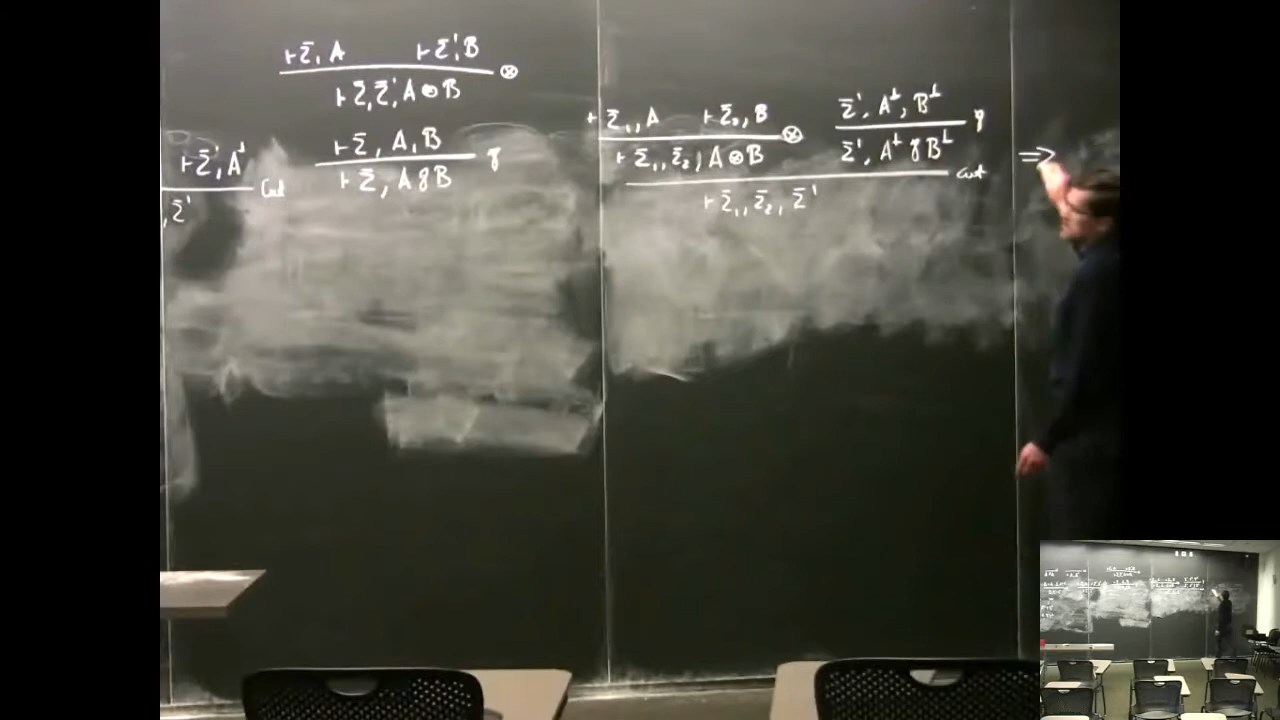 ⊢Σ, A    ⊢Σ', B
⊢Σ, Σ', A ⊗ B  ⊗
⊢Σ', A⊥
, Σ'  Cut
⊢Σ, A, B
⊢Σ, A ⅋ B  ⅋
⊢Σ₁, A    ⊢Σ₂, B
⊢Σ₁, Σ₂, A ⊗ B  ⊗
Σ', A⊥, B⊥
Σ', A⊥ ⅋ B⊥  ⅋
⊢Σ₁, Σ₂, Σ'  cut
⇒